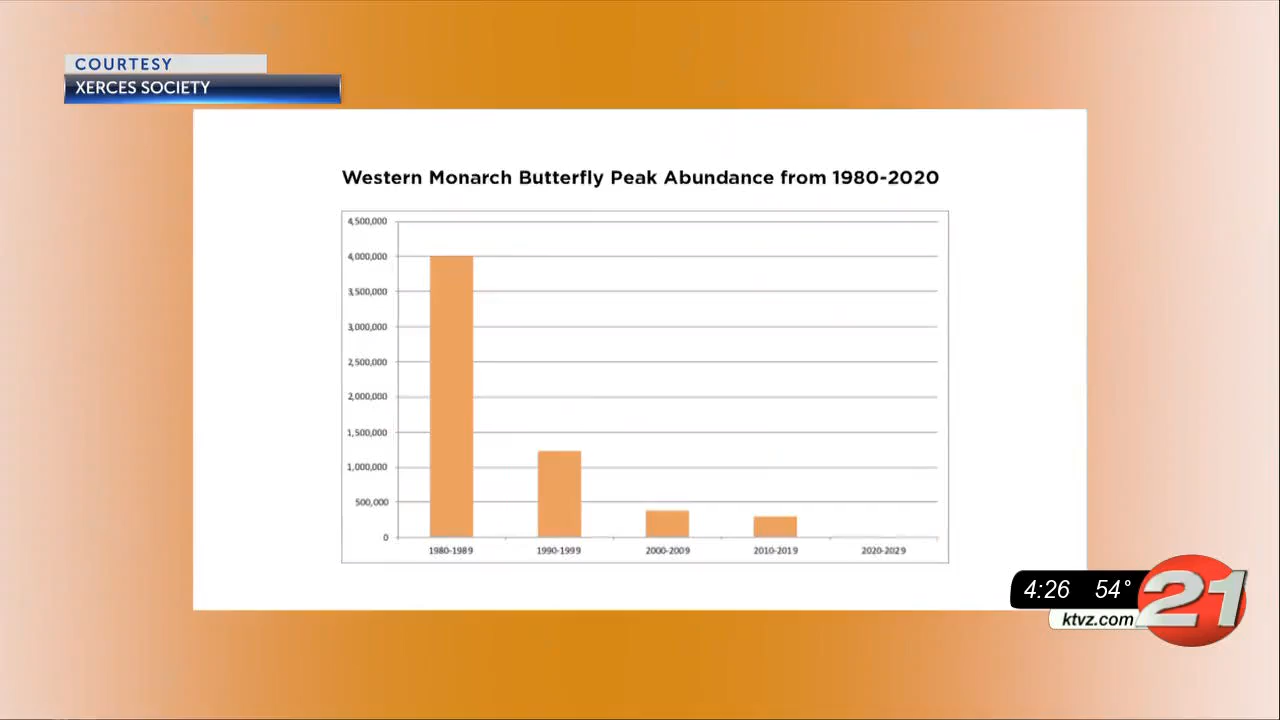 COURTESY
XERCES SOCIETY
Western Monarch Butterfly Peak Abundance from 1980-2020
4,500,000
4,000,000
3,500,000
3,000,000
2,500,000
2,000,000
1,500,000
1,000,000
500,000
0
1980-1989 1990-1999 2000-2009 2010-2019 2020-2029
4:26 54° 21
ktvz.com